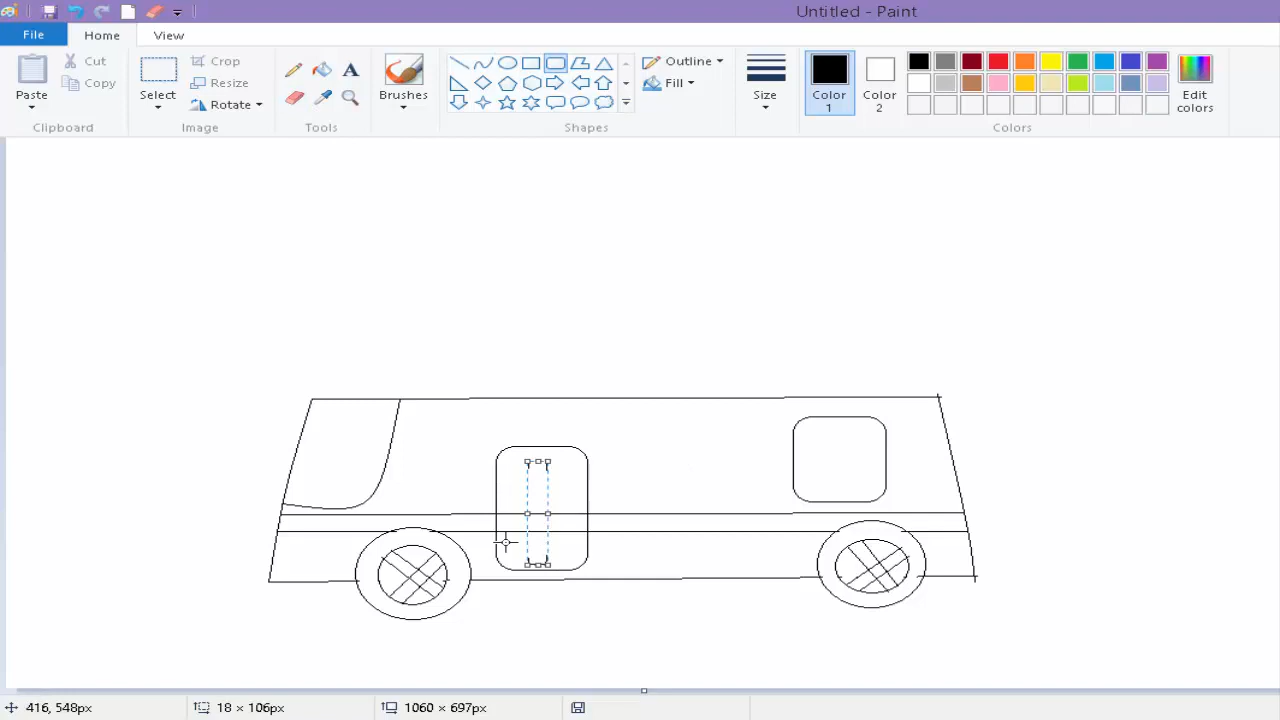 Untitled - Paint
File Home View
Cut
Copy
Paste
Clipboard
Select
Crop
Resize
Rotate
Image
Tools
Brushes
Shapes
Outline
Fill
Size
Color 1
Color 2
Edit colors
Colors
416, 548px 18 × 106px 1060 × 697px